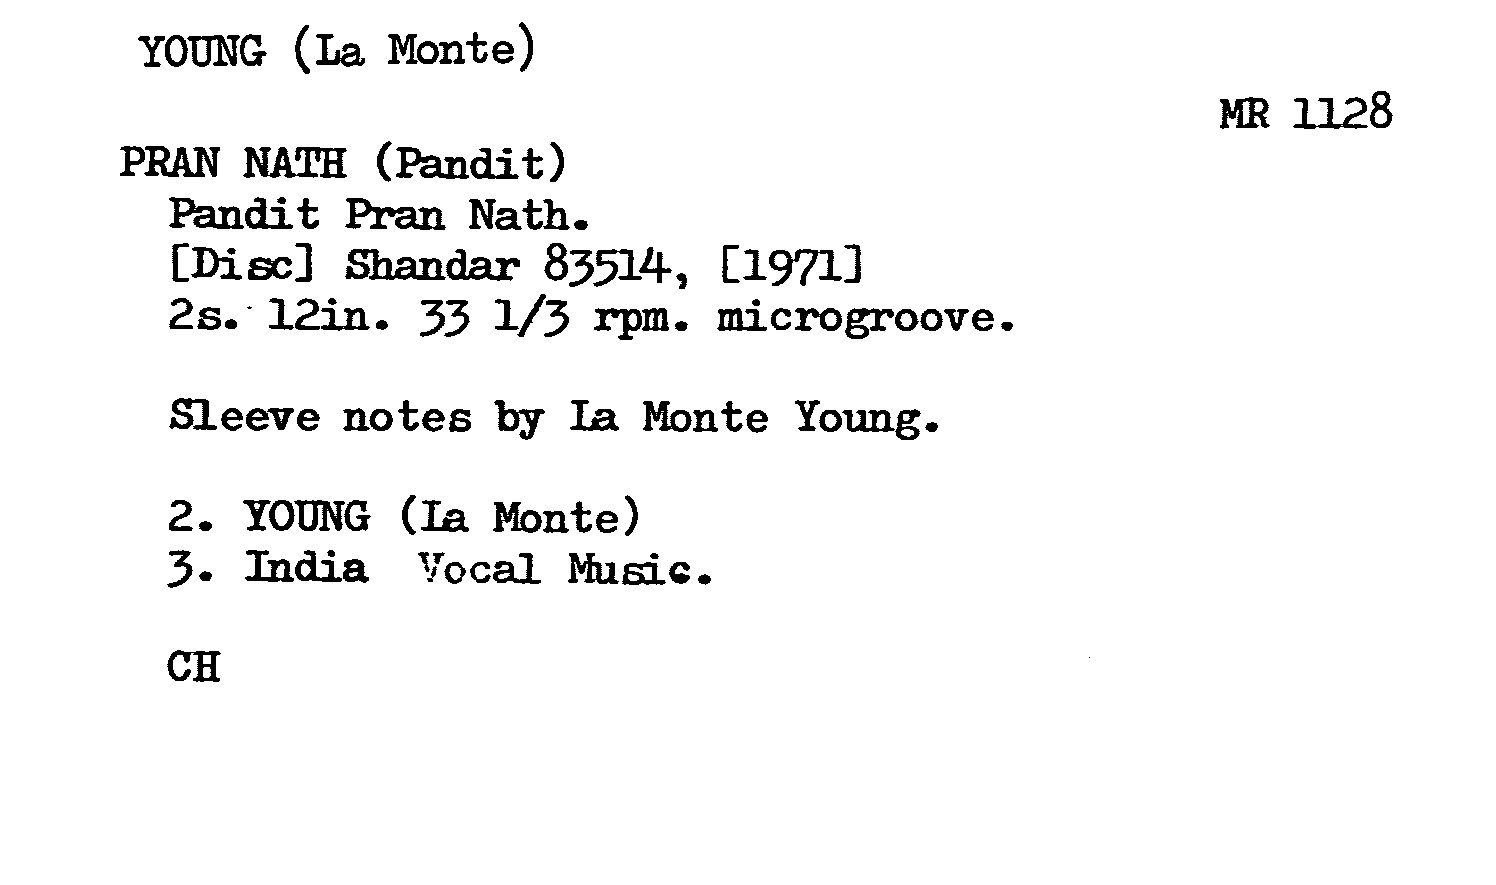 YOUNG (La Monte)
MR 1128
PRAN NATH (Pandit)
Pandit Pran Nath.
[Disc] Shandar 83514, [1971]
2s. 12in. 33 1/3 rpm. microgroove.
Sleeve notes by La Monte Young.
2. YOUNG (La Monte)
3. India Vocal Music.
CH